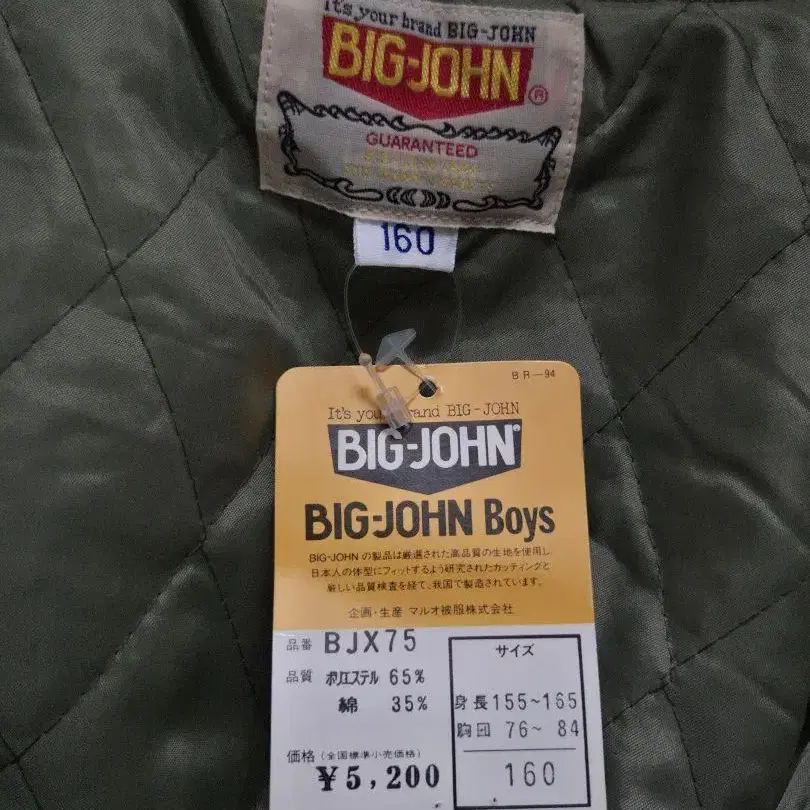 It's your brand BIG-JOHN
BIG-JOHN®
GUARANTEED
160
BR-94
It's your brand BIG-JOHN
BIG-JOHN®
BIG-JOHN Boys
BIG-JOHN の製品は厳選された高品質の生地を使用し
日本人の体型にフィットするよう研究されたカッティングと
厳しい品質検査を経て、我国で製造されています。
企画・生産 マルオ被服株式会社
品番 BJX75
品質 ポリエステル 65%
綿 35%
価格(全国標準小売価格)
¥5,200
サイズ
身長 155~165
胸囲 76~ 84
160